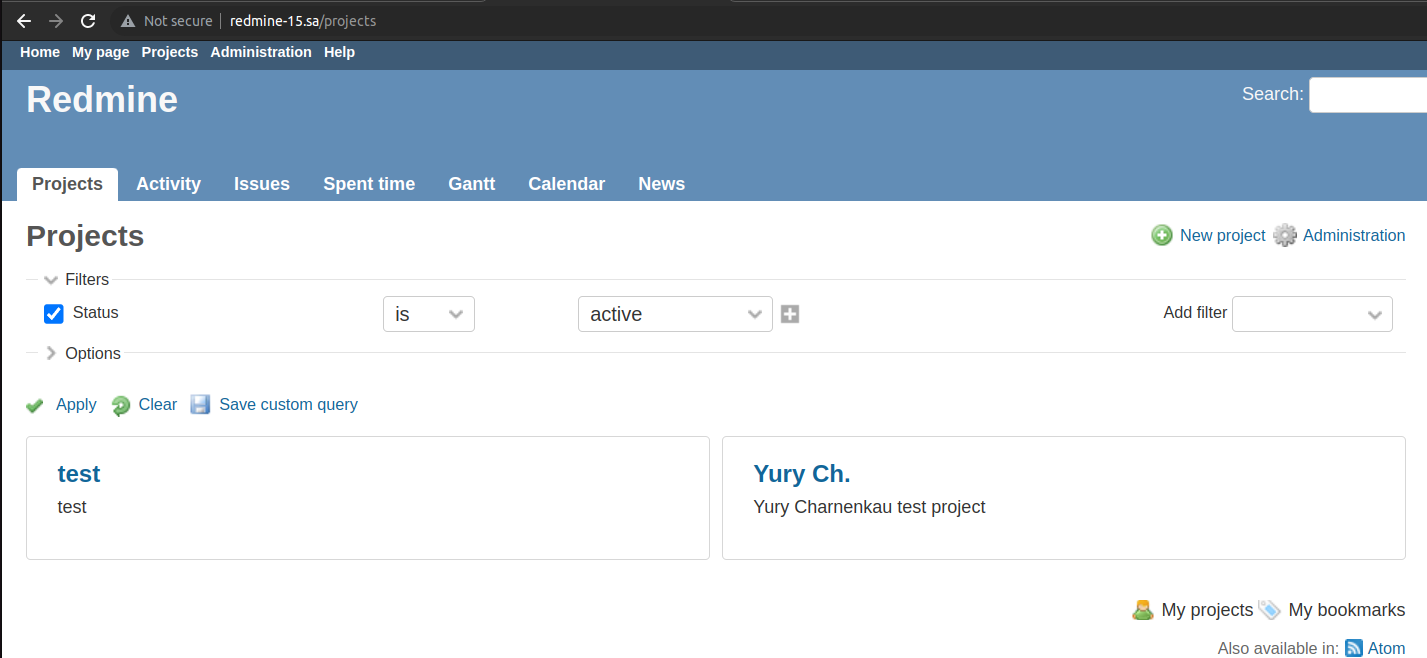 Not secure redmine-15.sa/projects
Home My page Projects Administration Help
Redmine
Search:
Projects Activity Issues Spent time Gantt Calendar News
Projects
New project Administration
Filters
Status is active Add filter
Options
Apply Clear Save custom query
test
test
Yury Ch.
Yury Charnenkau test project
My projects My bookmarks
Also available in: Atom